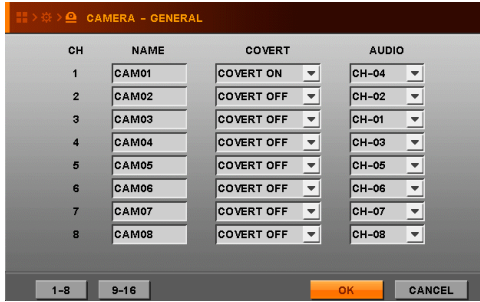 CAMERA - GENERAL
CH NAME COVERT AUDIO
1 CAM01 COVERT ON CH-04
2 CAM02 COVERT OFF CH-02
3 CAM03 COVERT OFF CH-01
4 CAM04 COVERT OFF CH-03
5 CAM05 COVERT OFF CH-05
6 CAM06 COVERT OFF CH-06
7 CAM07 COVERT OFF CH-07
8 CAM08 COVERT OFF CH-08
1-8 9-16 OK CANCEL